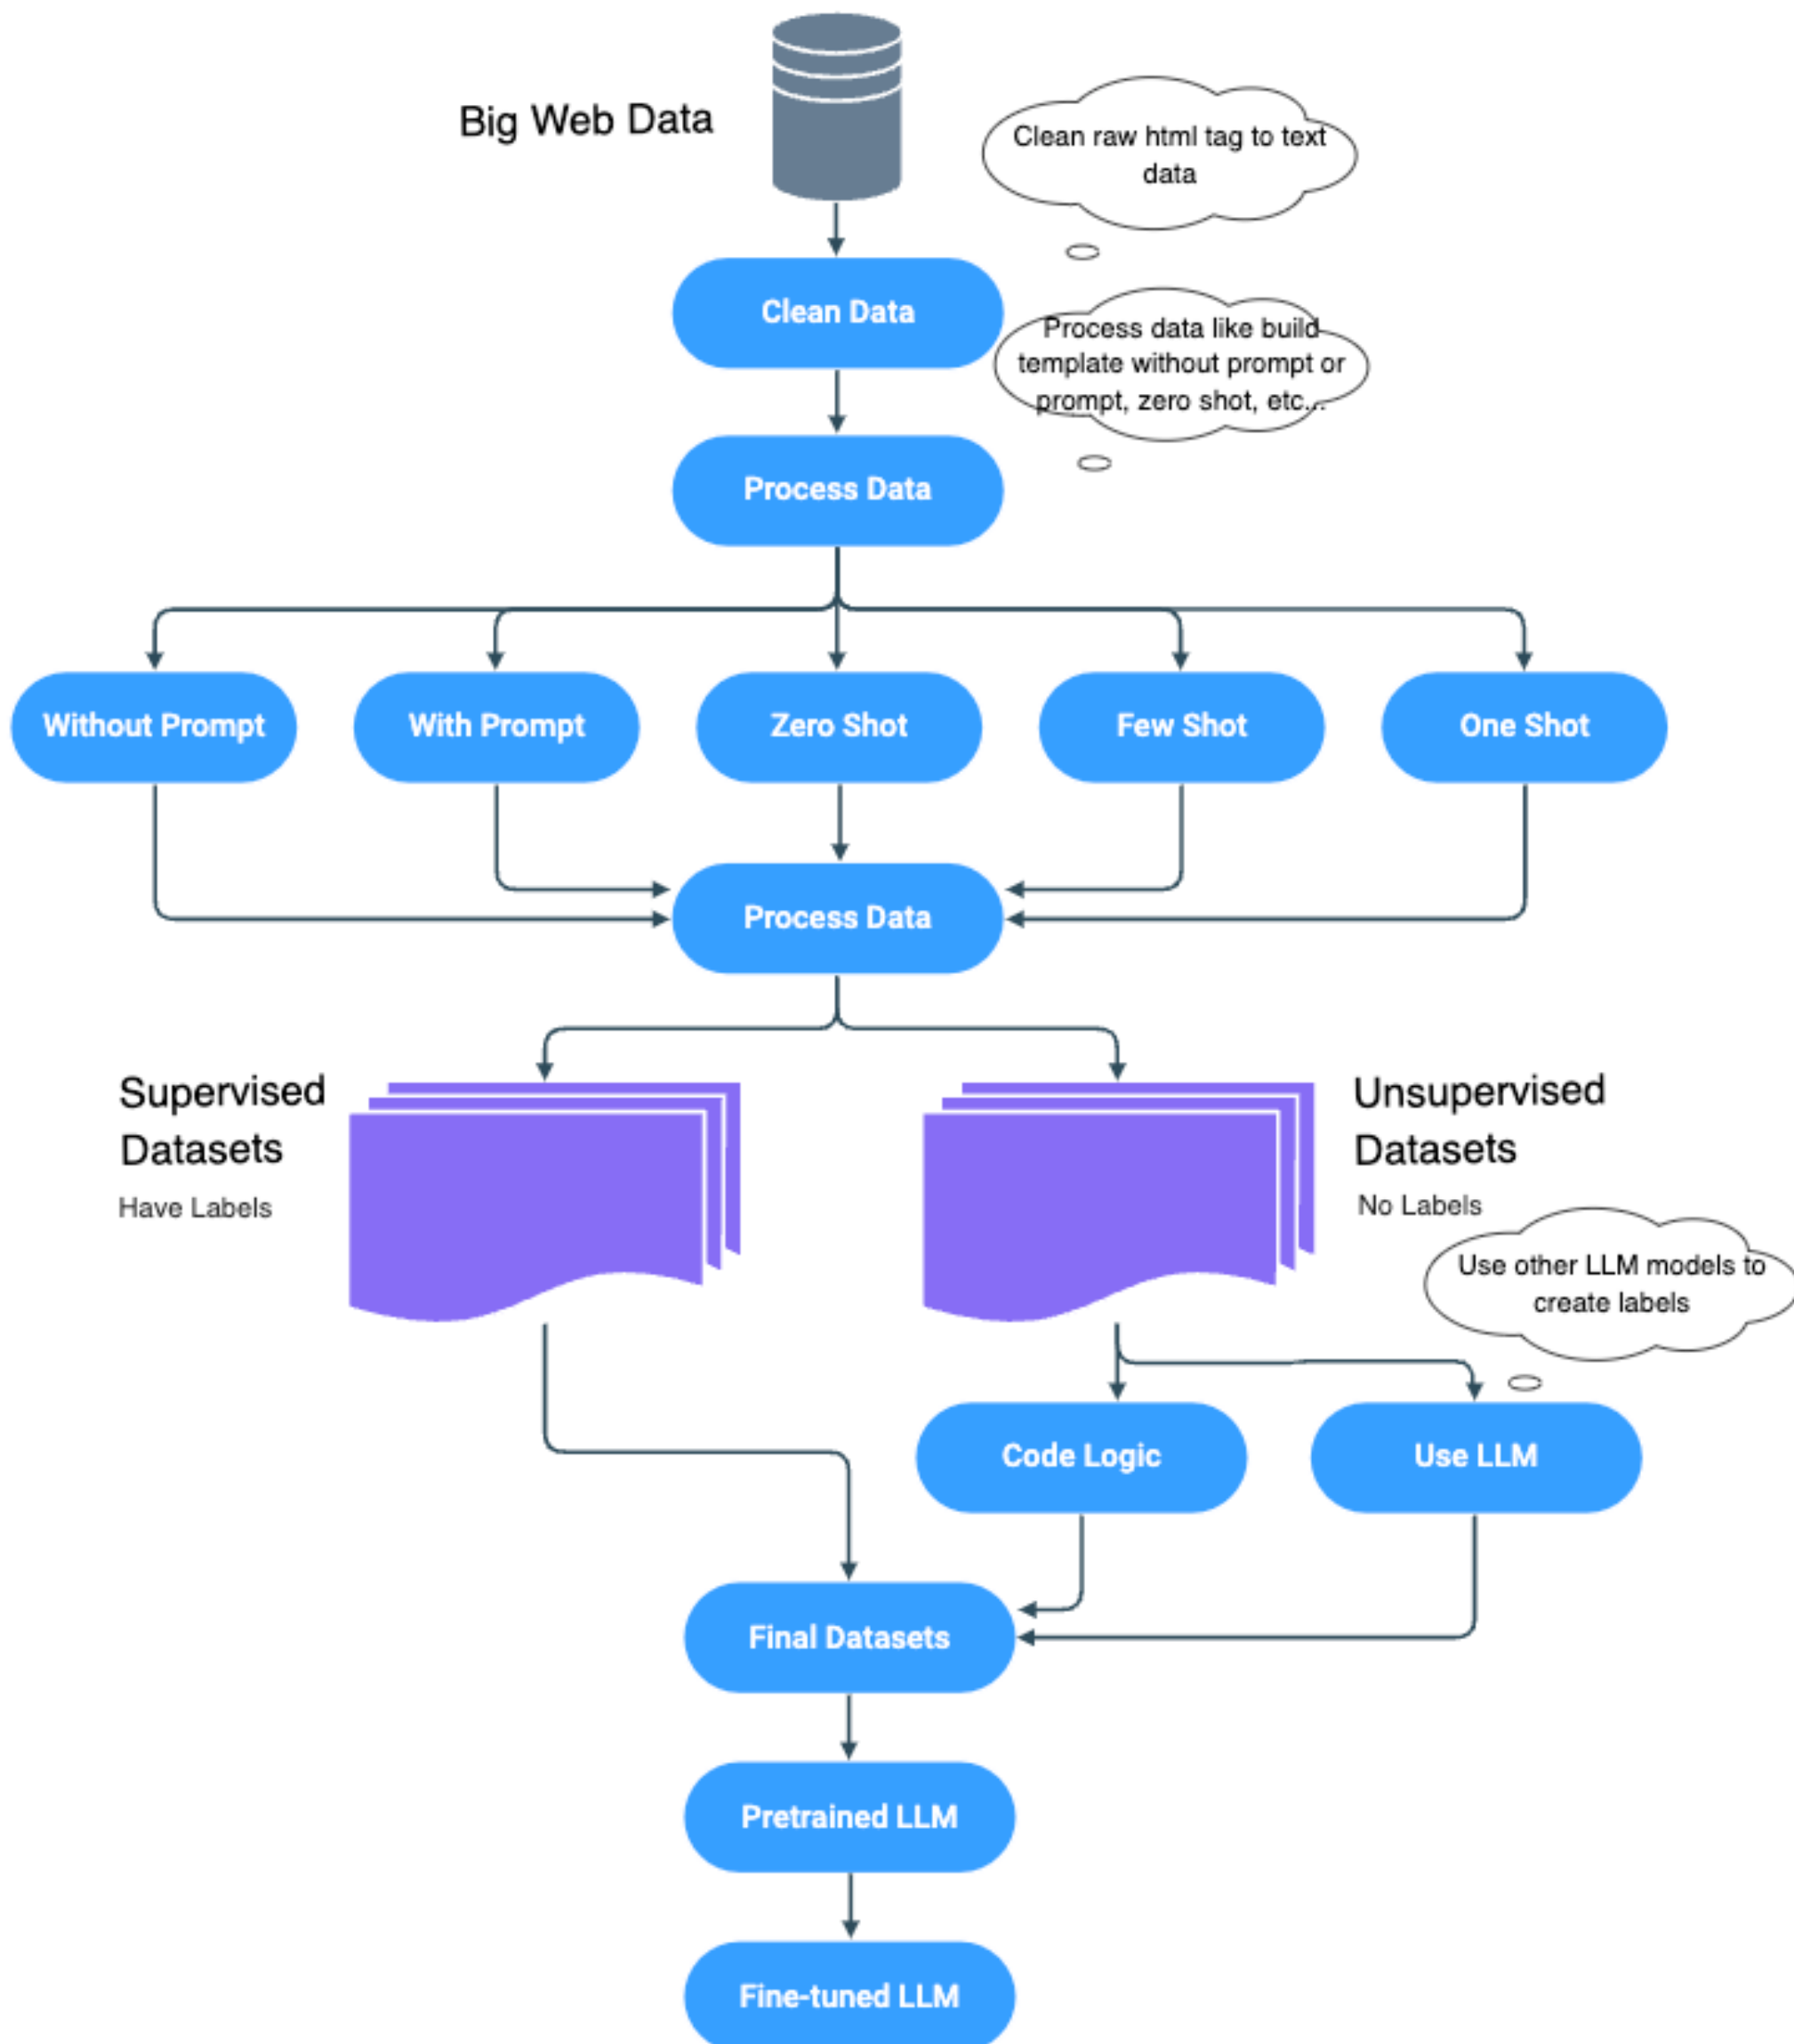 Big Web Data
Clean raw html tag to text
data
Clean Data
Process data like build
template without prompt or
prompt, zero shot, etc...
Process Data
Without Prompt
With Prompt
Zero Shot
Few Shot
One Shot
Process Data
Supervised
Datasets
Have Labels
Unsupervised
Datasets
No Labels
Use other LLM models to
create labels
Code Logic
Use LLM
Final Datasets
Pretrained LLM
Fine-tuned LLM